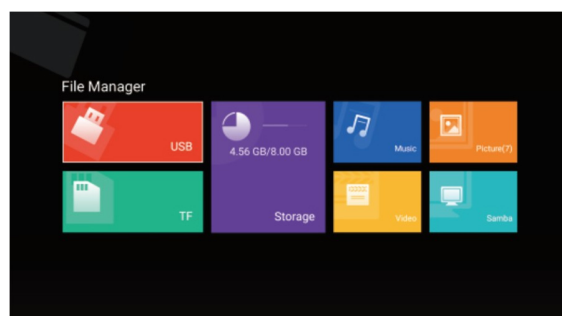 File Manager
USB
4.56 GB/8.00 GB
Storage
Music
Picture(7)
TF
Video
Samba